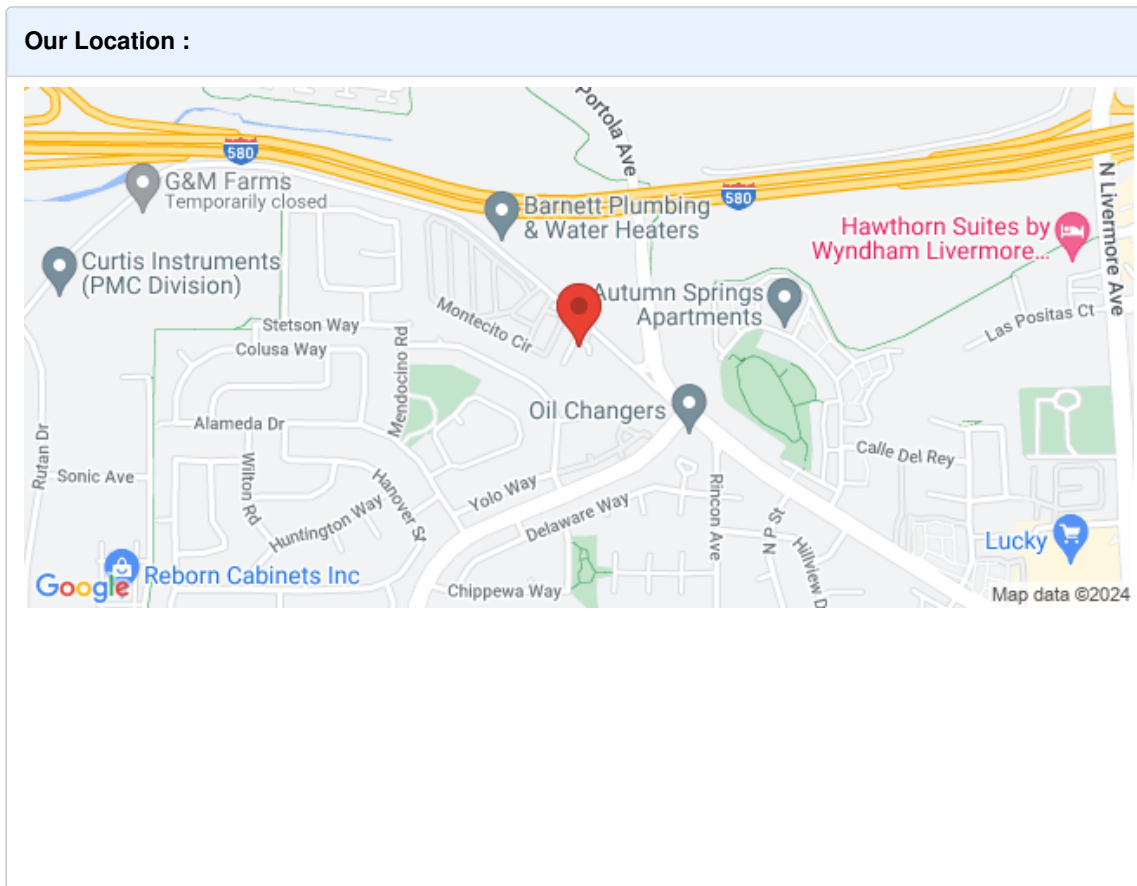 Our Location :
Portola Ave
580
580
G&M Farms
Temporarily closed
Barnett Plumbing
& Water Heaters
N Livermore Ave
Hawthorn Suites by
Wyndham Livermore...
Curtis Instruments
(PMC Division)
Autumn Springs
Apartments
Montecito Cir
Las Positas Ct
Stetson Way
Colusa Way
Mendocino Rd
Oil Changers
Alameda Dr
Calle Del Rey
Rutan Dr
Sonic Ave
Wilton Rd
Hanover St
Huntington Way
Yolo Way
Delaware Way
Rincon Ave
N P St
Hillview D
Lucky
Reborn Cabinets Inc
Chippewa Way
Google
Map data ©2024